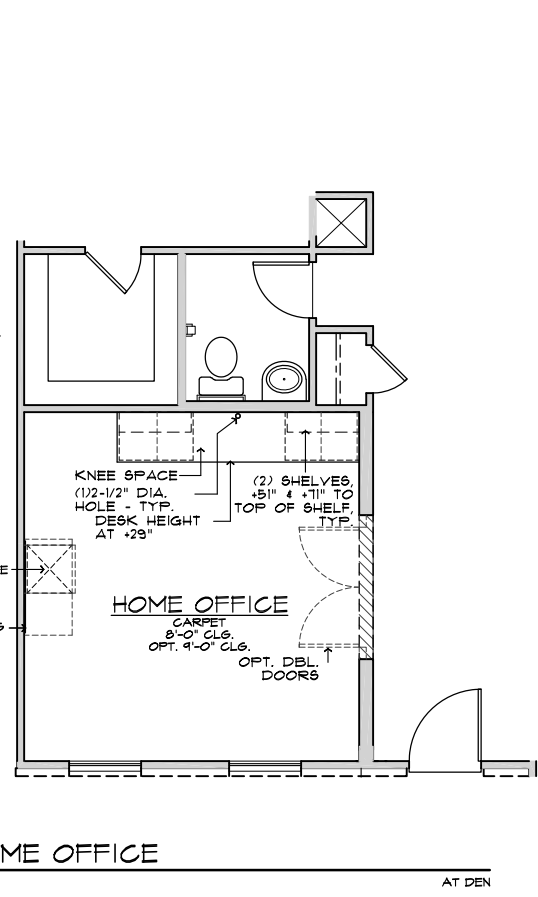 KNEE SPACE
(1)2-1/2" DIA.
HOLE - TYP.
DESK HEIGHT
AT +29"
(2) SHELVES,
+51" & +71" TO
TOP OF SHELF,
TYP.
E
HOME OFFICE
CARPET
8'-0" CLG.
OPT. 9'-0" CLG.
OPT. DBL.
DOORS
ME OFFICE
AT DEN